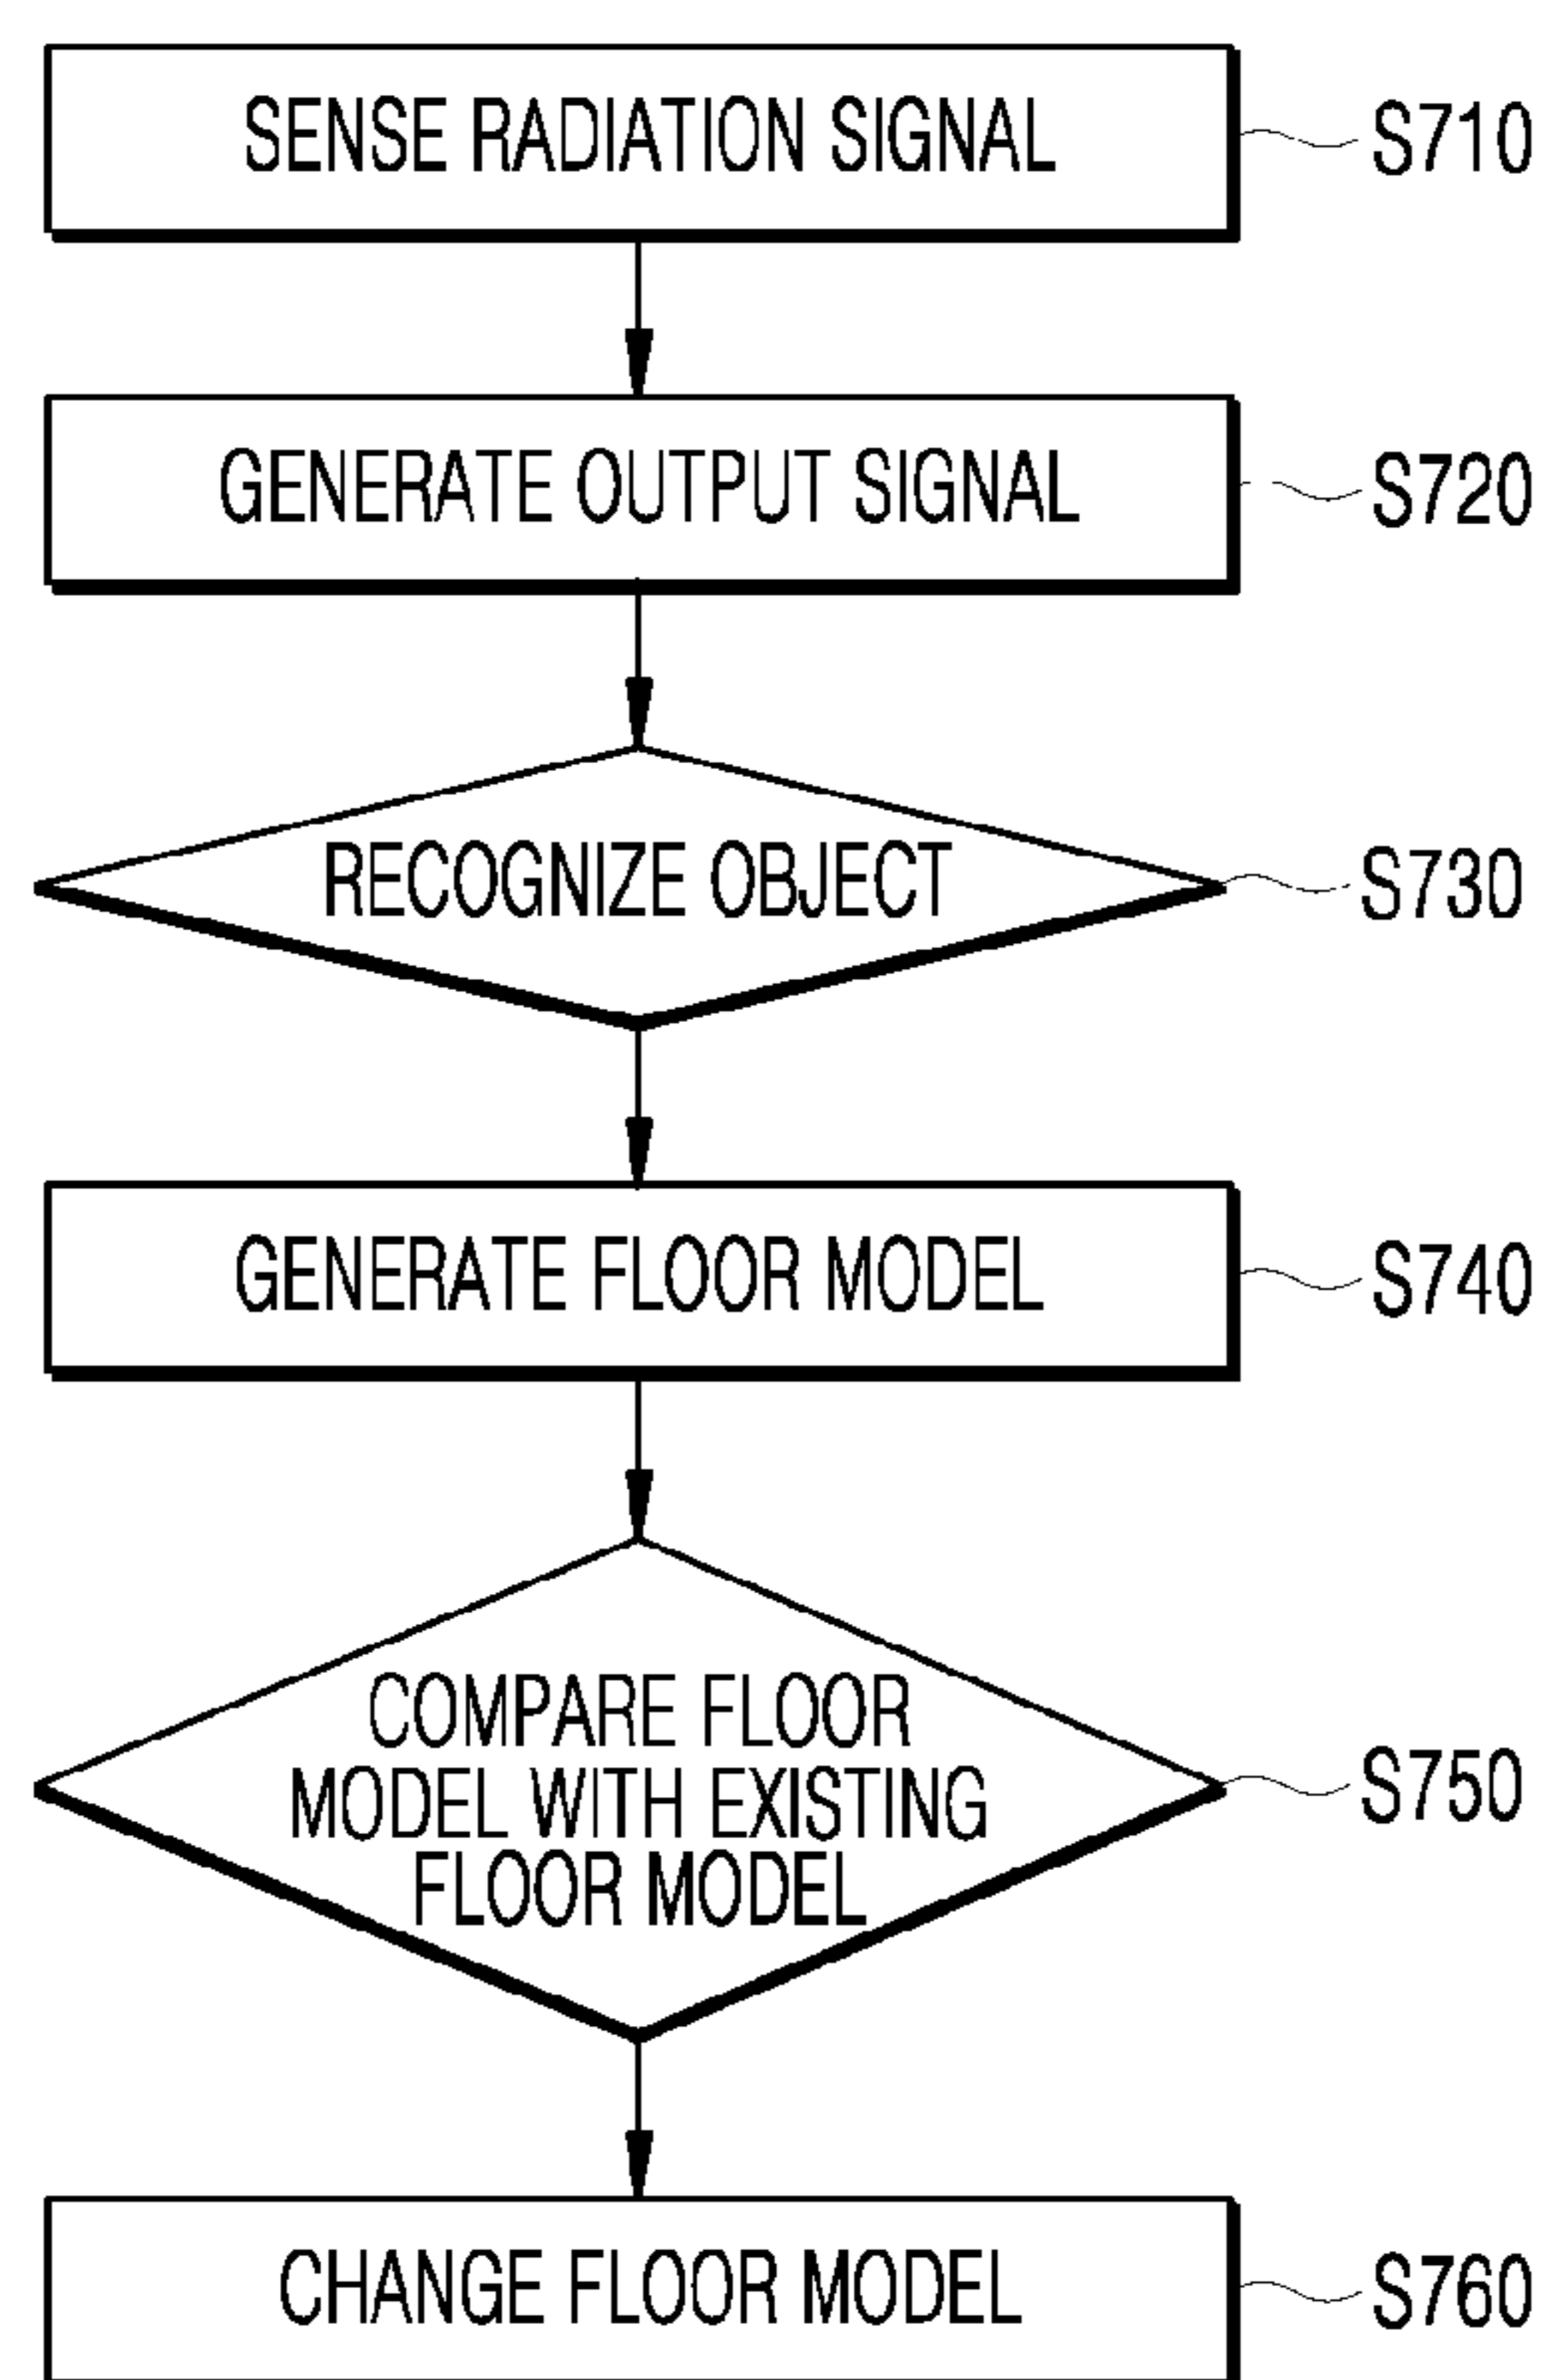 SENSE RADIATION SIGNAL
S710
GENERATE OUTPUT SIGNAL
S720
RECOGNIZE OBJECT
S730
GENERATE FLOOR MODEL
S740
COMPARE FLOOR
MODEL WITH EXISTING
FLOOR MODEL
S750
CHANGE FLOOR MODEL
S760